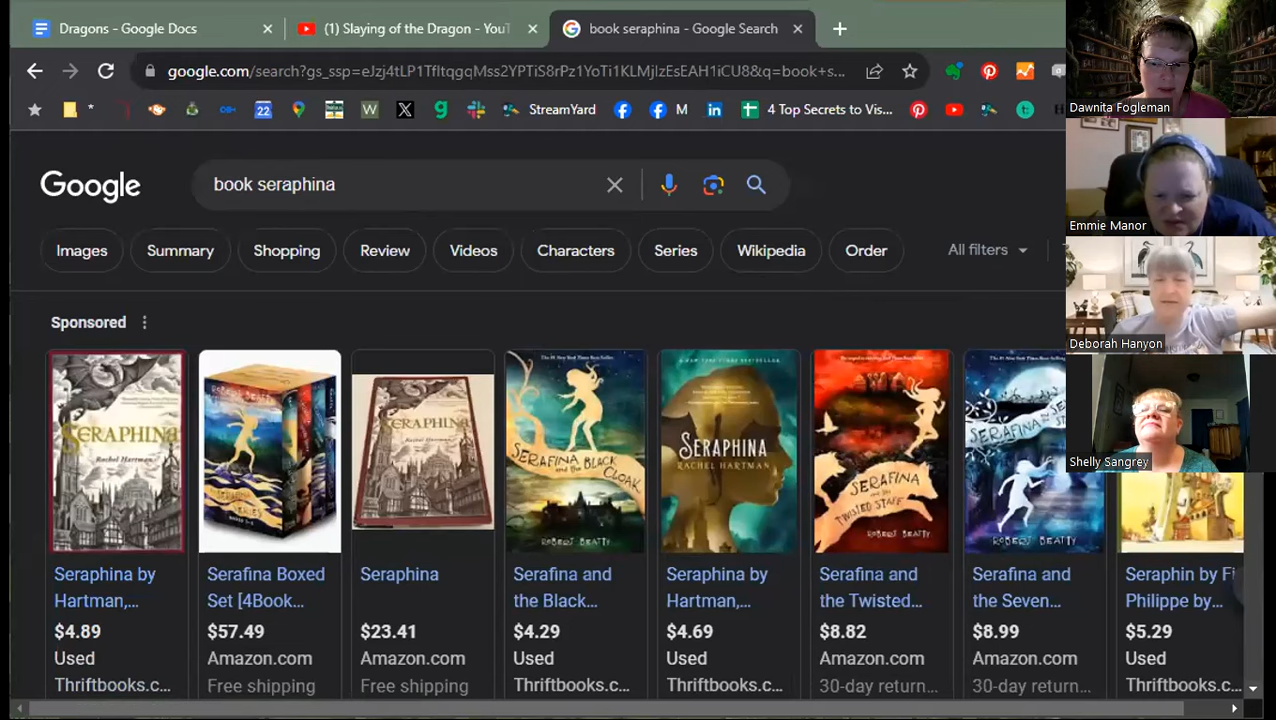 Dragons - Google Docs
(1) Slaying of the Dragon - YouT
book seraphina - Google Search
google.com/search?gs_ssp=eJzj4tLP1TfItqgqMss2YPTiS8rPz1YoTi1KLMjIzEsEAH1iCU8&q=book+s...
22
W
StreamYard
M
4 Top Secrets to Vis...
Google
book seraphina
Images
Summary
Shopping
Review
Videos
Characters
Series
Wikipedia
Order
All filters
Sponsored
SERAPHINA
Rachel Hartman
ROBERT BEATTY
SERAPHINA
Rachel Hartman
SERAFINA and the BLACK CLOAK
ROBERT BEATTY
SERAPHINA
RACHEL HARTMAN
SERAFINA and the TWISTED STAFF
ROBERT BEATTY
SERAFINA
ROBERT BEATTY
Seraphina by
Hartman,...
$4.89
Used
Thriftbooks.c...
Serafina Boxed
Set [4Book...
$57.49
Amazon.com
Free shipping
Seraphina
$23.41
Amazon.com
Free shipping
Serafina and
the Black...
$4.29
Used
Thriftbooks.c...
Seraphina by
Hartman,...
$4.69
Used
Thriftbooks.c...
Serafina and
the Twisted...
$8.82
Amazon.com
30-day return...
Serafina and
the Seven...
$8.99
Amazon.com
30-day return...
Seraphin by Fi
Philippe by...
$5.29
Used
Thriftbooks.c...
Dawnita Fogleman
Emmie Manor
Deborah Hanyon
Shelly Sangrey